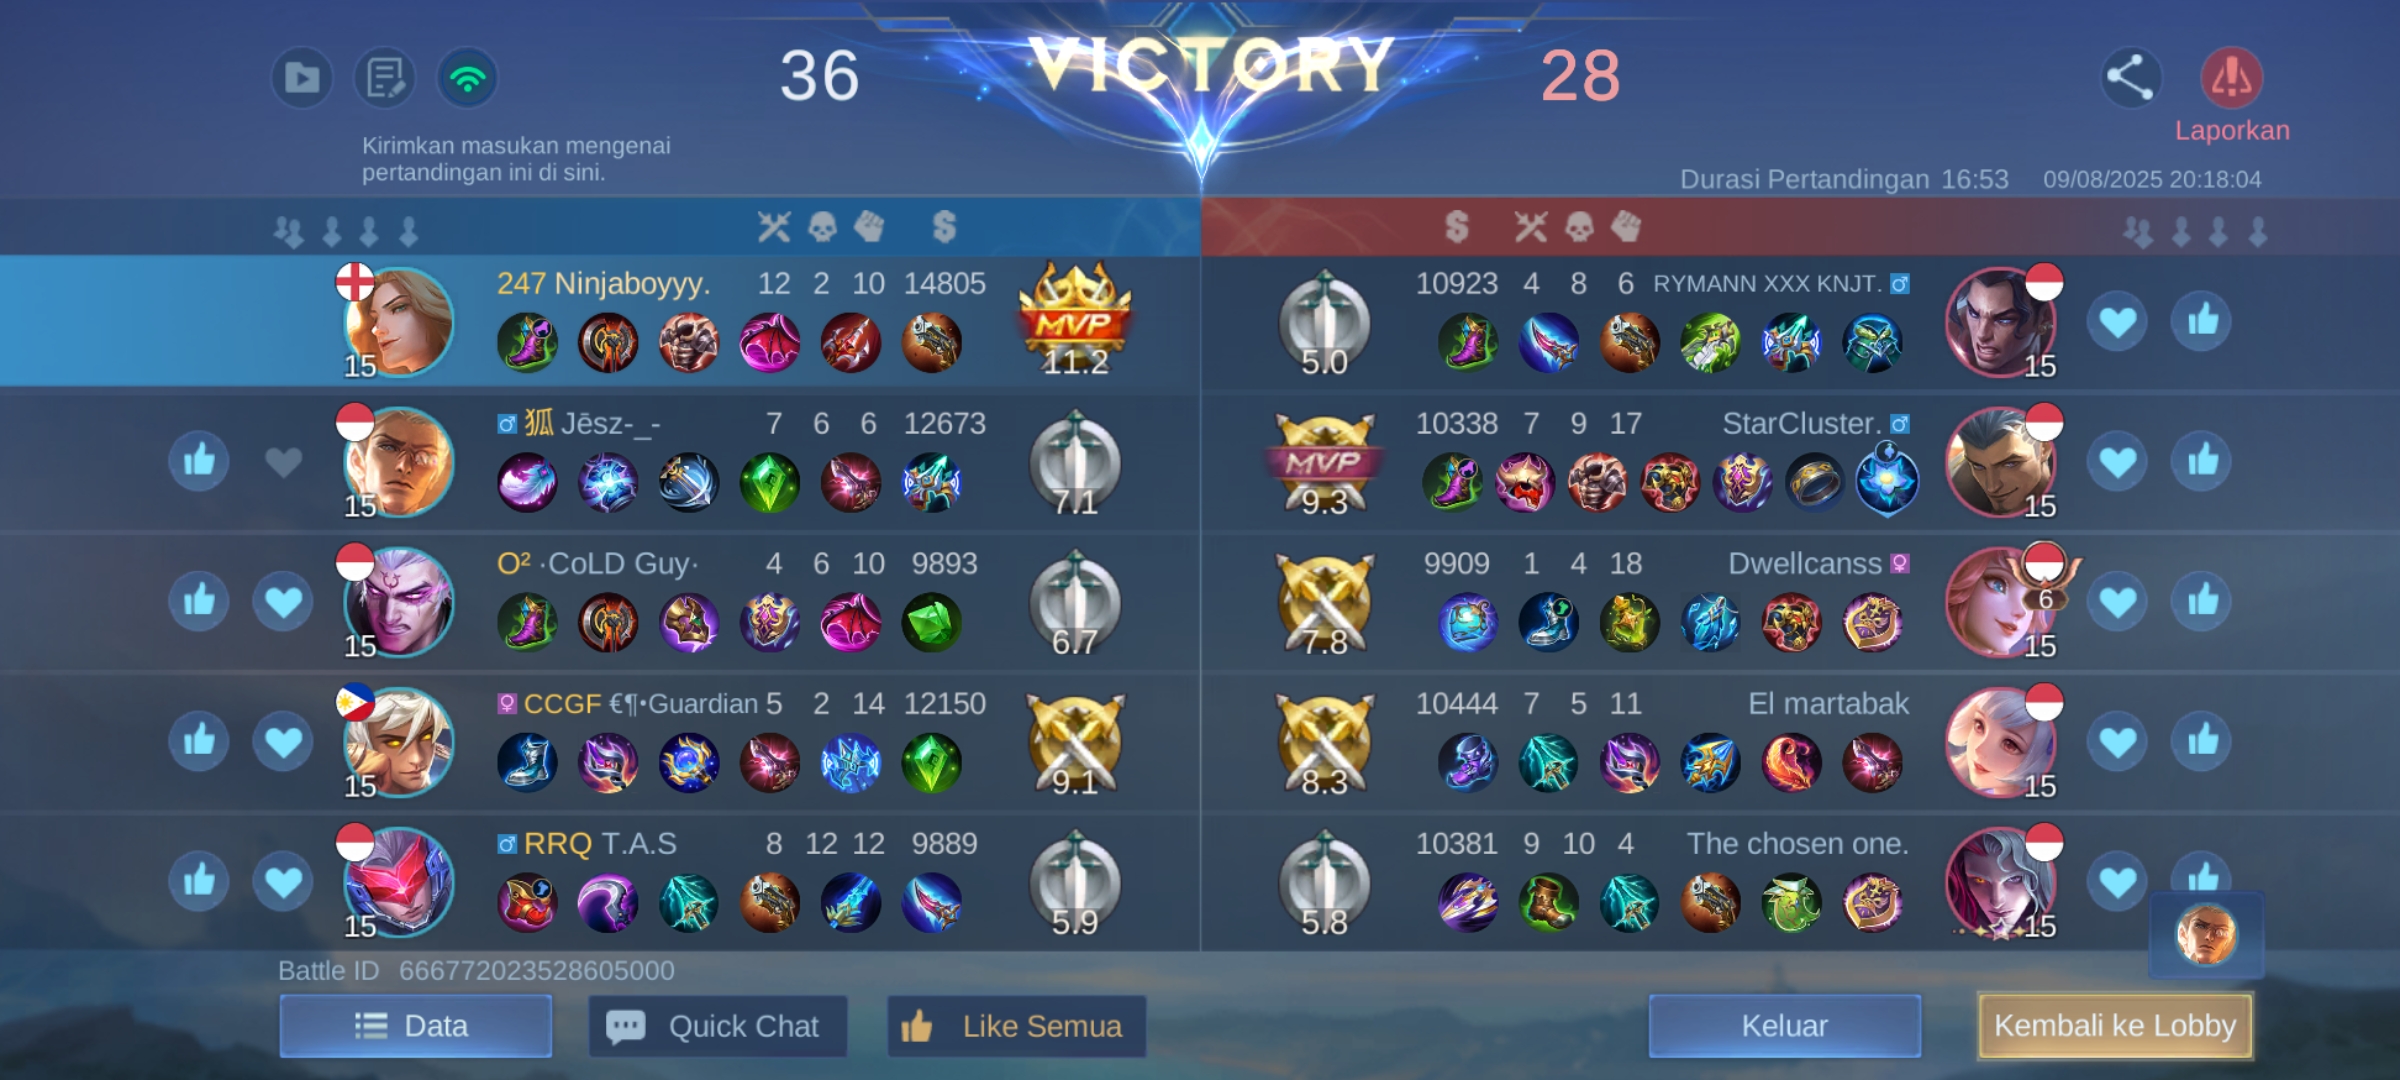 36 VICTORY 28
Laporkan
Kirimkan masukan mengenai
pertandingan ini di sini.
Durasi Pertandingan 16:53 09/08/2025 20:18:04
15 247 Ninjaboyyy. 12 2 10 14805 MVP 11.2
5.0 10923 4 8 6 RYMANN XXX KNJT. 15
15 狐 Jēsz-_- 7 6 6 12673 7.1
MVP 9.3 10338 7 9 17 StarCluster. 15
15 O² ·CoLD Guy· 4 6 10 9893 6.7
7.8 9909 1 4 18 Dwellcanss 6 15
15 CCGF €¶•Guardian 5 2 14 12150 9.1
8.3 10444 7 5 11 El martabak 15
15 RRQ T.A.S 8 12 12 9889 5.9
5.8 10381 9 10 4 The chosen one. 15
Battle ID 666772023528605000
Data Quick Chat Like Semua Keluar Kembali ke Lobby